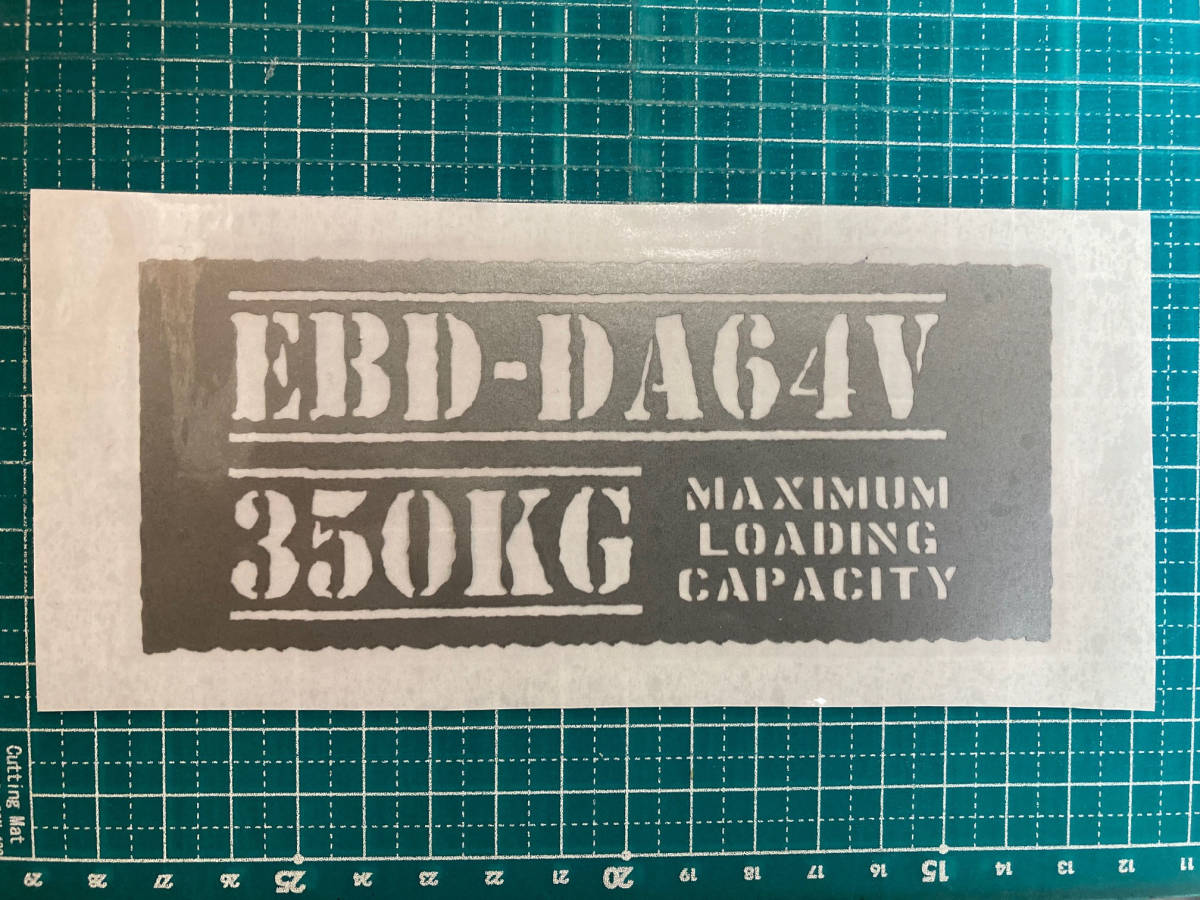 EBD-DA64V
350KG
MAXIMUM
LOADING
CAPACITY
Cutting Mat
29 28 27 26 25 24 23 22 21 20 19 18 17 16 15 14 13 12 11